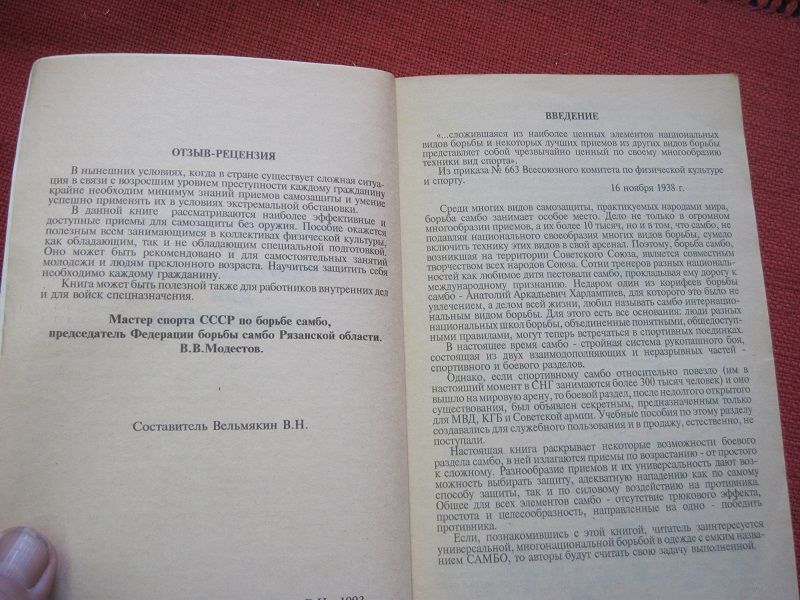 ОТЗЫВ-РЕЦЕНЗИЯ
В нынешних условиях, когда в стране существует сложная ситуа-
ция в связи с возросшим уровнем преступности каждому гражданину
крайне необходим минимум знаний приемов самозащиты и умение
успешно применять их в условиях экстремальной обстановки.
В данной книге рассматриваются наиболее эффективные и
доступные приемы для самозащиты без оружия. Пособие окажется
полезным всем занимающимся в коллективах физической культуры,
как обладающим, так и не обладающим специальной подготовкой.
Оно может быть рекомендовано и для самостоятельных занятий
молодежи и людям преклонного возраста. Научиться защитить себя
необходимо каждому гражданину.
Книга может быть полезной также для работников внутренних дел
и для войск спецназначения.
Мастер спорта СССР по борьбе самбо,
председатель Федерации борьбы самбо Рязанской области.
В.В.Модестов.
Составитель Вельмякин В.Н.
1993
ВВЕДЕНИЕ
«...сложившаяся из наиболее ценных элементов национальных
видов борьбы и некоторых лучших приемов из других видов борьбы
представляет собой чрезвычайно ценный по своему многообразию
техники вид спорта».
Из приказа № 663 Всесоюзного комитета по физической культуре
и спорту.
16 ноября 1938 г.
Среди многих видов самозащиты, практикуемых народами мира,
борьба самбо занимает особое место. Дело не только в огромном
многообразии приемов, а их более 10 тысяч, но и в том, что самбо, не
подавляя национального своеобразия многих видов борьбы, сумело
включить технику этих видов в свой арсенал. Поэтому, борьба самбо,
возникшая на территории Советского Союза, является совместным
творчеством всех народов Союза. Сотни тренеров разных националь-
ностей как любимое дитя пестовали самбо, прокладывая ему дорогу к
международному признанию. Недаром один из корифеев борьбы
самбо - Анатолий Аркадьевич Харлампиев, для которого это было не
увлечением, а делом всей жизни, любил называть самбо интернацио-
нальным видом борьбы. Для этого есть все основания: люди разных
национальных школ борьбы, объединенные понятными, общедоступ-
ными правилами, могут теперь встречаться в спортивных поединках.
В настоящее время самбо - стройная система рукопашного боя,
состоящая из двух взаимодополняющих и неразрывных частей -
спортивного и боевого разделов.
Однако, если спортивному самбо относительно повезло (им в
настоящий момент в СНГ занимаются более 300 тысяч человек) и оно
вышло на мировую арену, то боевой раздел, после недолгого открытого
существования, был объявлен секретным, предназначенным только
для МВД, КГБ и Советской армии. Учебные пособия по этому разделу
создавались для служебного пользования и в продажу, естественно, не
поступали.
Настоящая книга раскрывает некоторые возможности боевого
раздела самбо, в ней излагаются приемы по возрастанию - от простого
к сложному. Разнообразие приемов и их универсальность дают воз-
можность выбирать защиту, адекватную нападению как по самому
способу защиты, так и по силовому воздействию на противника.
Общее для всех элементов самбо - отсутствие трюкового эффекта,
простота и целесообразность, направленные на одно - победить
противника.
Если, познакомившись с этой книгой, читатель заинтересуется
универсальной, многонациональной борьбой в одежде с емким назва-
нием САМБО, то авторы будут считать свою задачу выполненной.